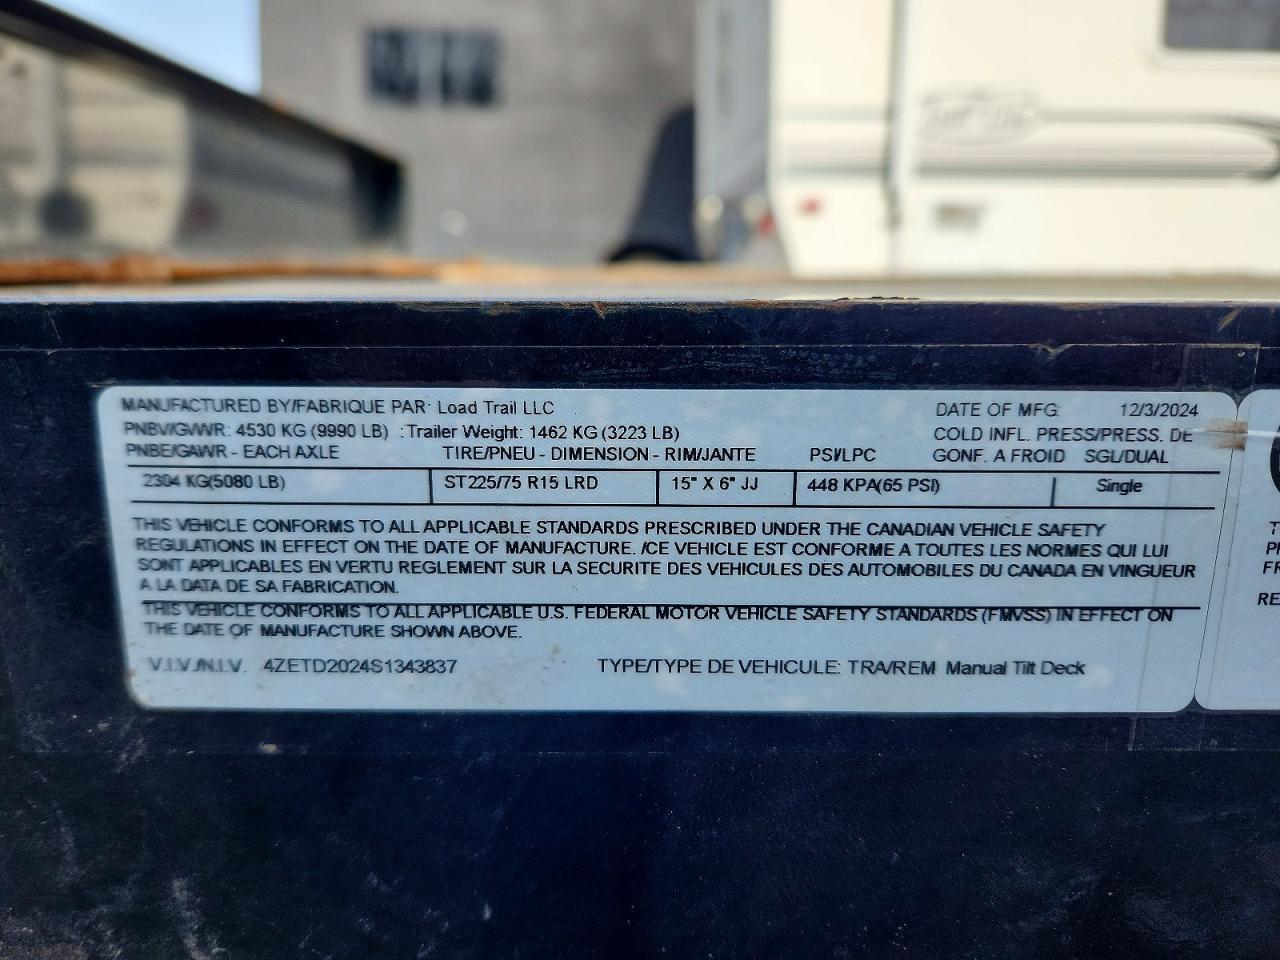 MANUFACTURED BY/FABRIQUE PAR: Load Trail LLC DATE OF MFG: 12/3/2024
PNBV/GVWR: 4530 KG (9990 LB) :Trailer Weight: 1462 KG (3223 LB) COLD INFL. PRESS/PRESS. DE
PNBE/GAWR - EACH AXLE TIRE/PNEU - DIMENSION - RIM/JANTE PSI/LPC GONF. A FROID SGL/DUAL
2304 KG(5080 LB) ST225/75 R15 LRD 15" X 6" JJ 448 KPA(65 PSI) Single
THIS VEHICLE CONFORMS TO ALL APPLICABLE STANDARDS PRESCRIBED UNDER THE CANADIAN VEHICLE SAFETY
REGULATIONS IN EFFECT ON THE DATE OF MANUFACTURE. /CE VEHICLE EST CONFORME A TOUTES LES NORMES QUI LUI
SONT APPLICABLES EN VERTU REGLEMENT SUR LA SECURITE DES VEHICULES DES AUTOMOBILES DU CANADA EN VINGUEUR
A LA DATA DE SA FABRICATION.
THIS VEHICLE CONFORMS TO ALL APPLICABLE U.S. FEDERAL MOTOR VEHICLE SAFETY STANDARDS (FMVSS) IN EFFECT ON
THE DATE OF MANUFACTURE SHOWN ABOVE.
V.I.V./N.I.V. 4ZETD2024S1343837 TYPE/TYPE DE VEHICULE: TRA/REM Manual Tilt Deck